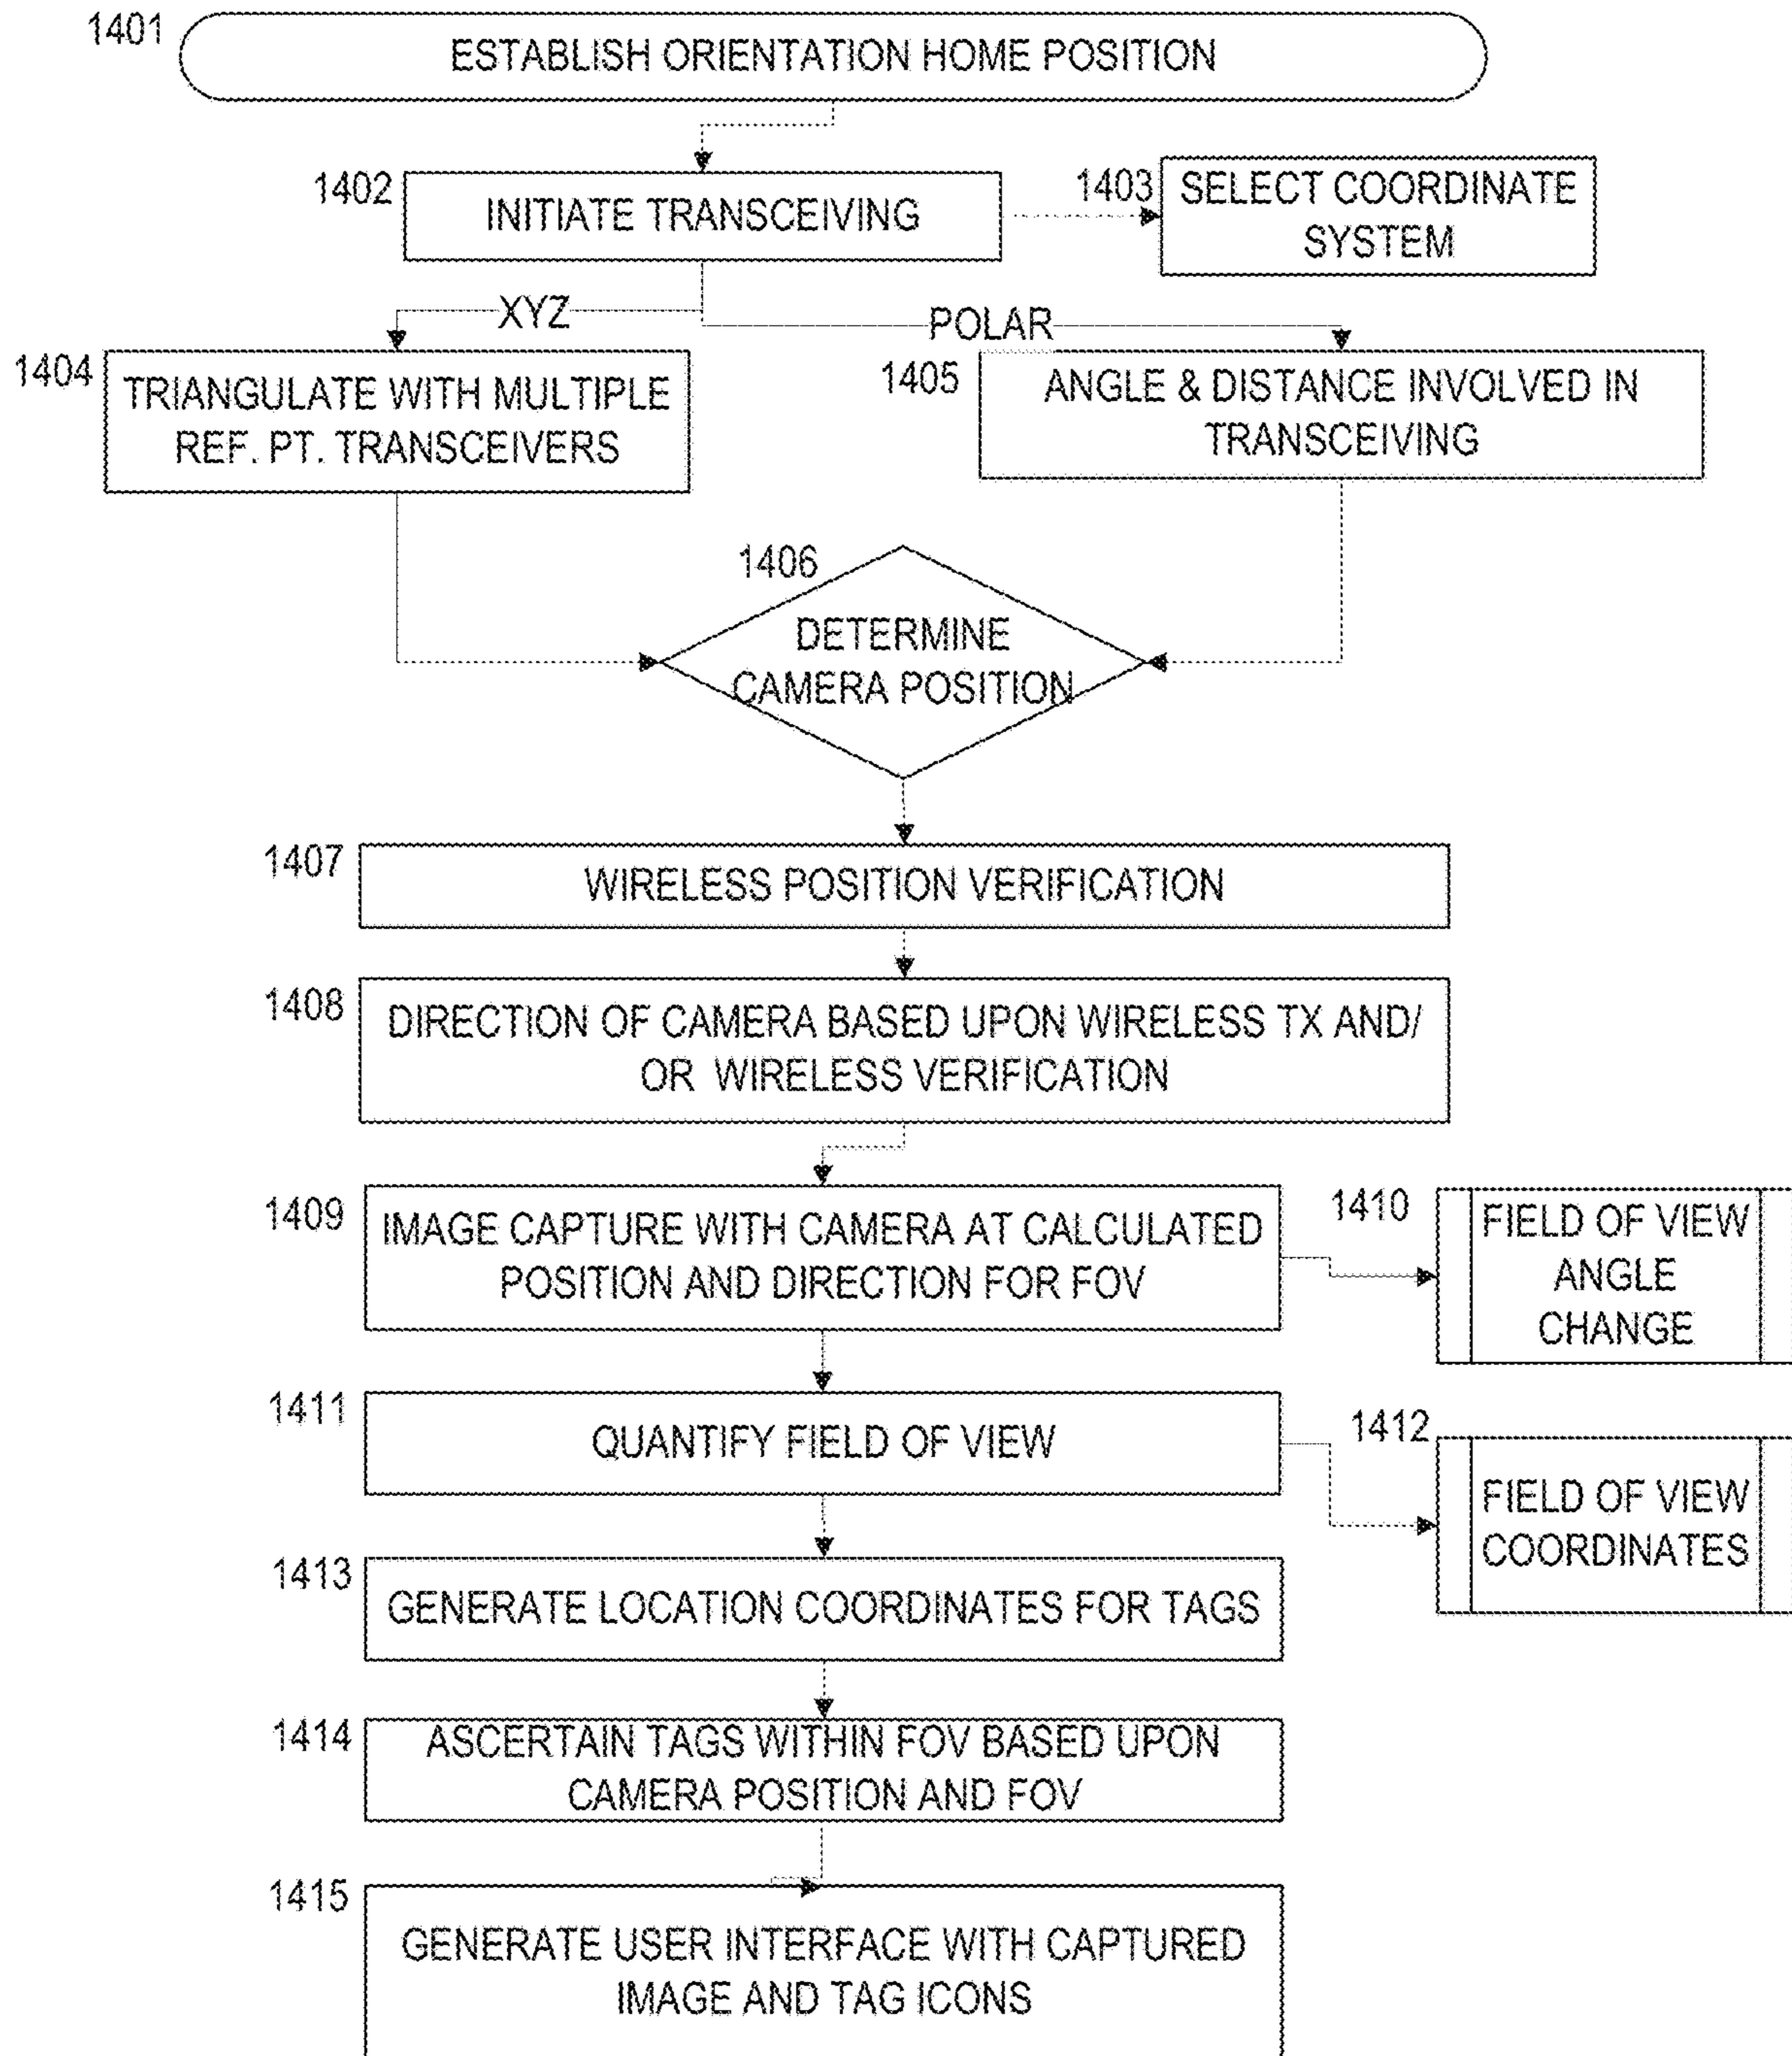 1401
ESTABLISH ORIENTATION HOME POSITION
1402
INITIATE TRANSCEIVING
1403
SELECT COORDINATE
SYSTEM
XYZ
POLAR
1404
TRIANGULATE WITH MULTIPLE
REF. PT. TRANSCEIVERS
1405
ANGLE & DISTANCE INVOLVED IN
TRANSCEIVING
1406
DETERMINE
CAMERA POSITION
1407
WIRELESS POSITION VERIFICATION
1408
DIRECTION OF CAMERA BASED UPON WIRELESS TX AND/
OR WIRELESS VERIFICATION
1409
IMAGE CAPTURE WITH CAMERA AT CALCULATED
POSITION AND DIRECTION FOR FOV
1410
FIELD OF VIEW
ANGLE
CHANGE
1411
QUANTIFY FIELD OF VIEW
1412
FIELD OF VIEW
COORDINATES
1413
GENERATE LOCATION COORDINATES FOR TAGS
1414
ASCERTAIN TAGS WITHIN FOV BASED UPON
CAMERA POSITION AND FOV
1415
GENERATE USER INTERFACE WITH CAPTURED
IMAGE AND TAG ICONS